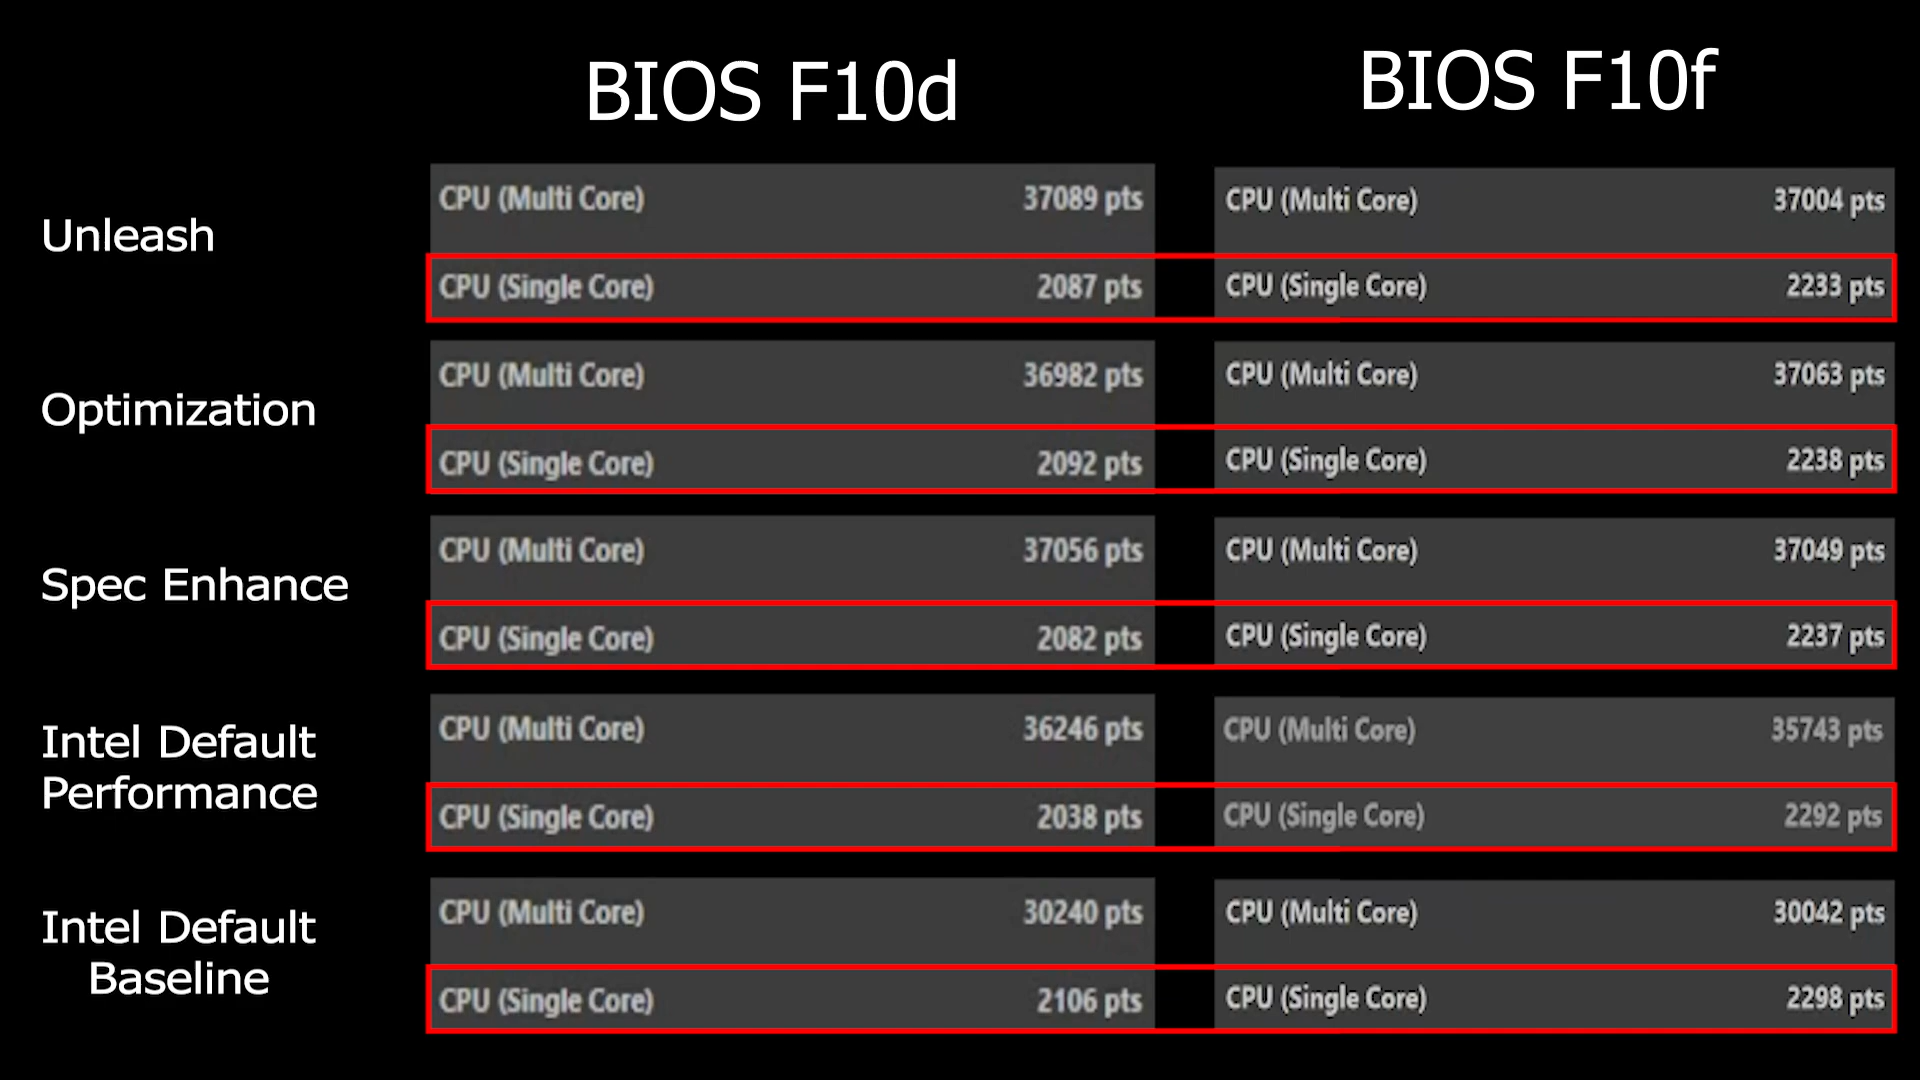 BIOS F10d BIOS F10f
Unleash
CPU (Multi Core) 37089 pts CPU (Multi Core) 37004 pts
CPU (Single Core) 2087 pts CPU (Single Core) 2233 pts
Optimization
CPU (Multi Core) 36982 pts CPU (Multi Core) 37063 pts
CPU (Single Core) 2092 pts CPU (Single Core) 2238 pts
Spec Enhance
CPU (Multi Core) 37056 pts CPU (Multi Core) 37049 pts
CPU (Single Core) 2082 pts CPU (Single Core) 2237 pts
Intel Default
Performance
CPU (Multi Core) 36246 pts CPU (Multi Core) 35743 pts
CPU (Single Core) 2038 pts CPU (Single Core) 2292 pts
Intel Default
Baseline
CPU (Multi Core) 30240 pts CPU (Multi Core) 30042 pts
CPU (Single Core) 2106 pts CPU (Single Core) 2298 pts